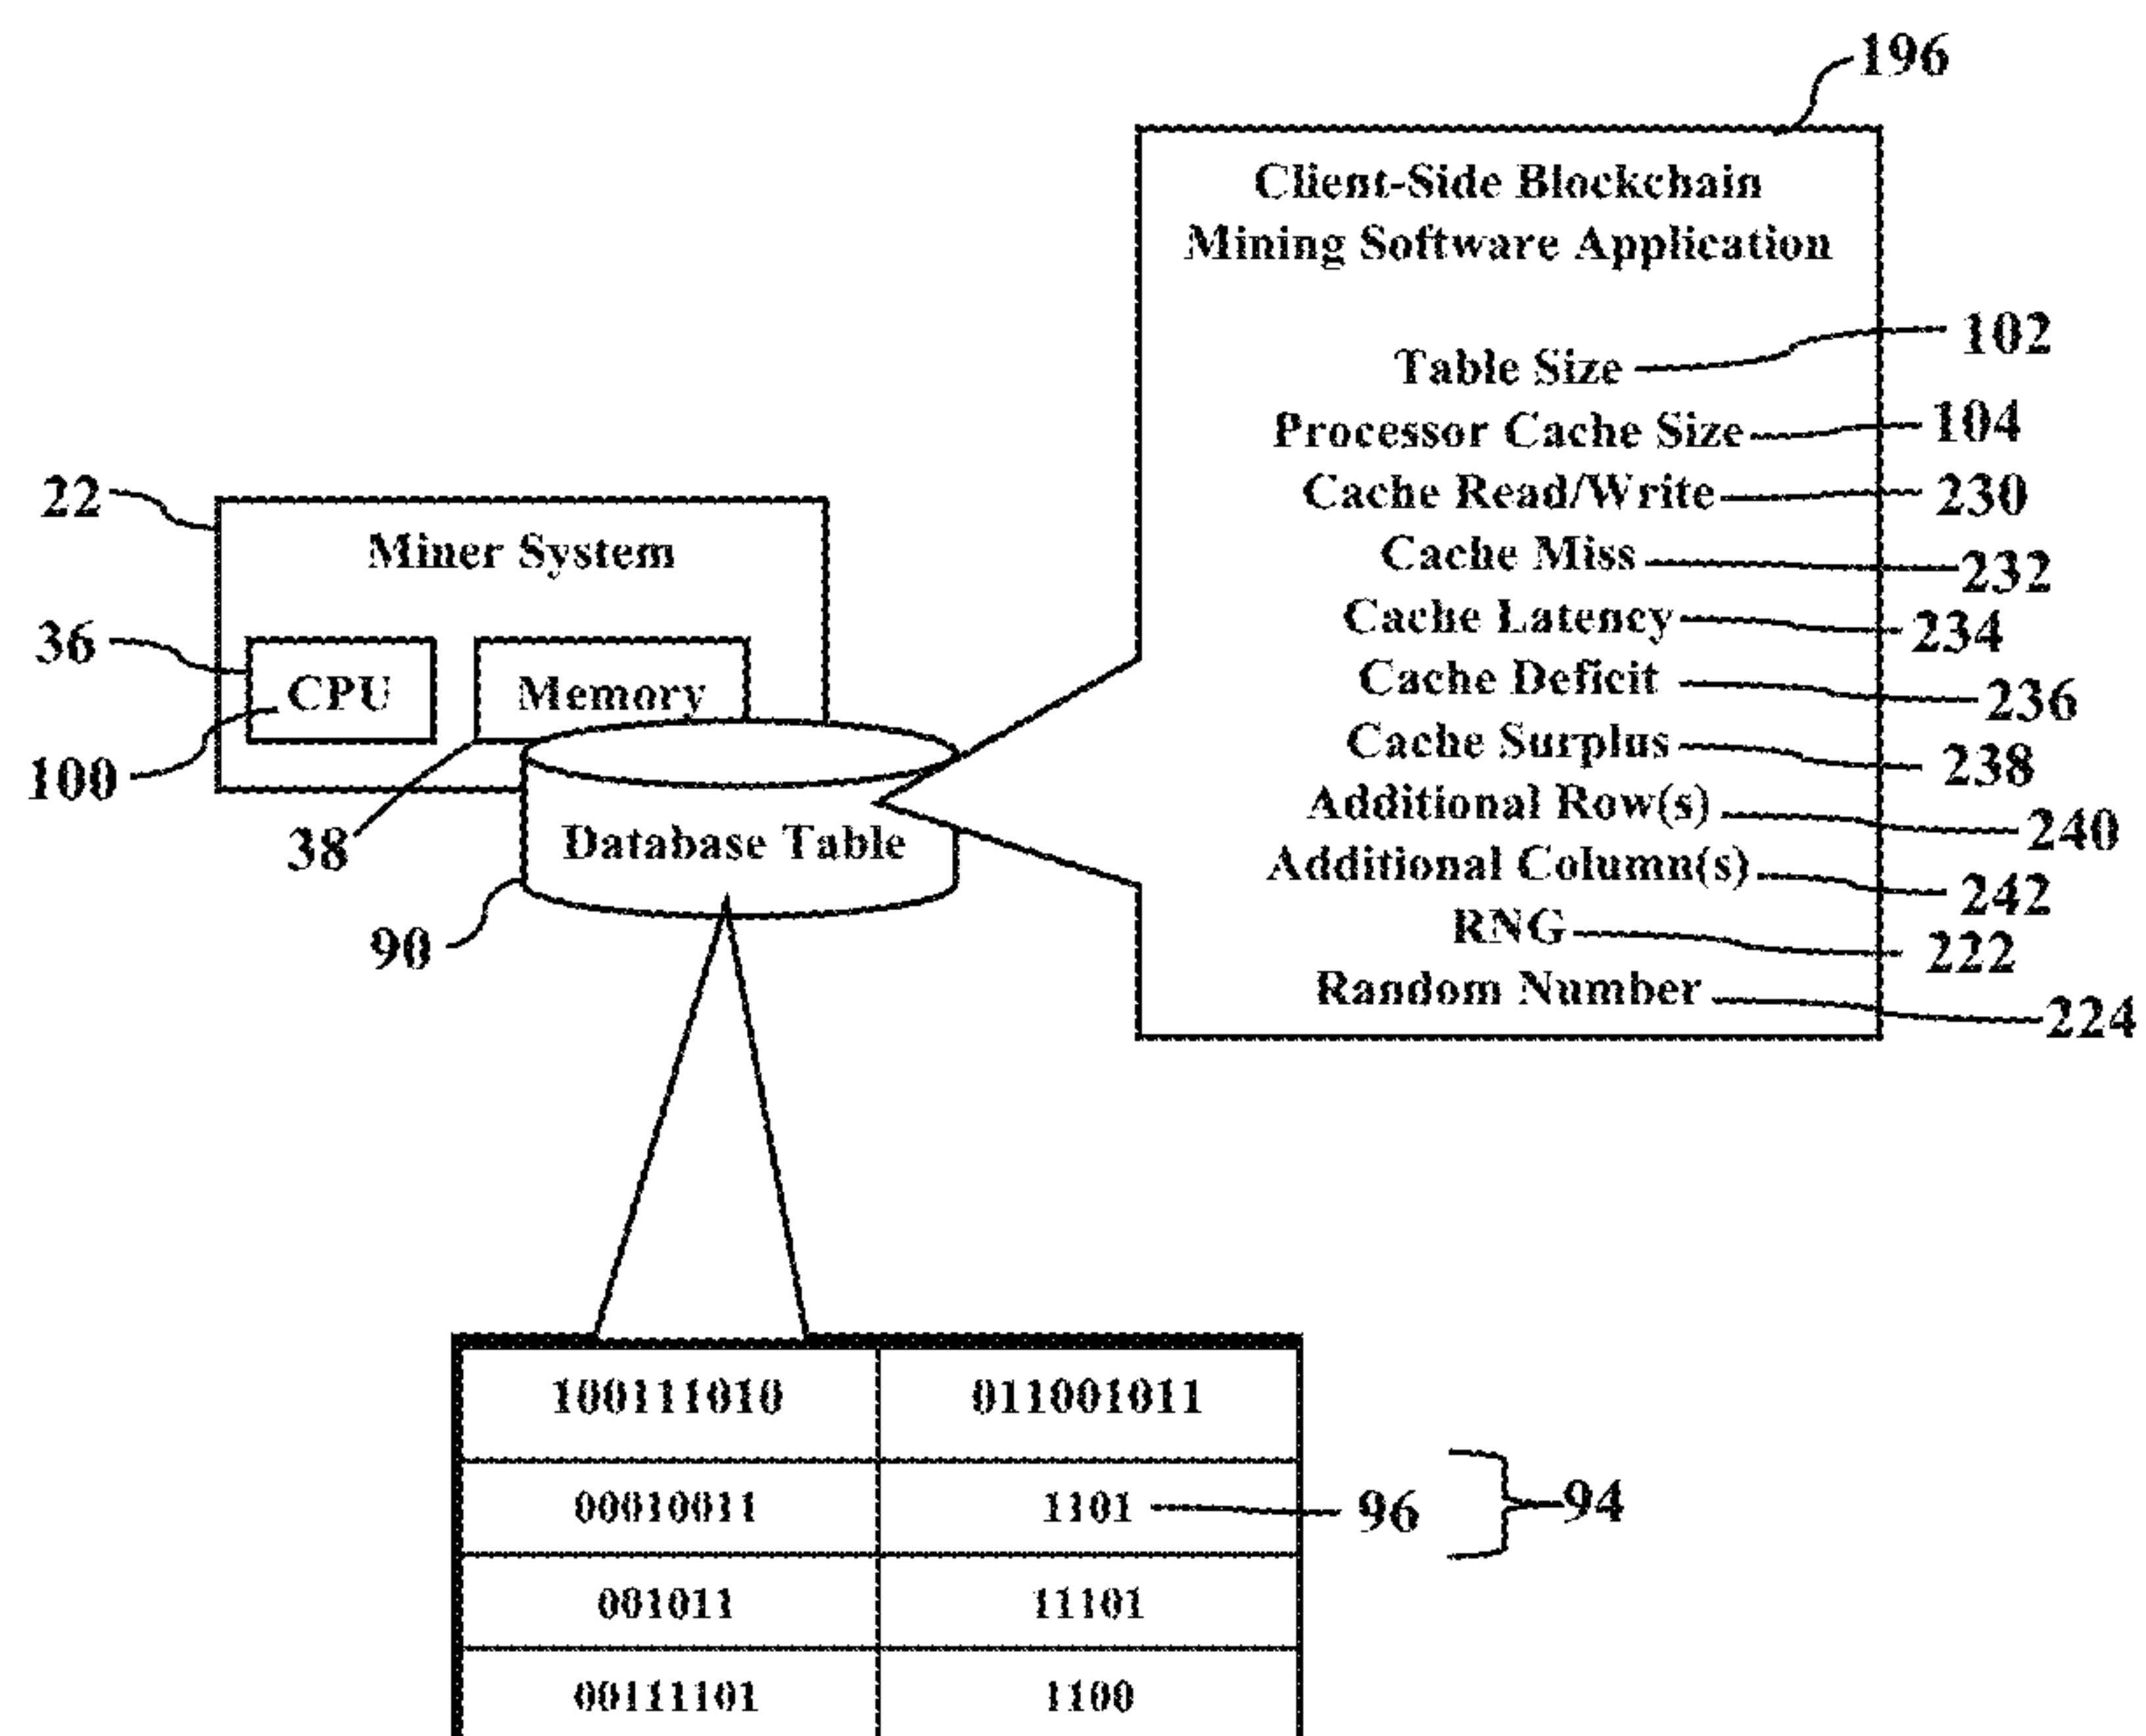 196
Client-Side Blockchain
Mining Software Application
Table Size 102
Processor Cache Size 104
Cache Read/Write 230
Cache Miss 232
Cache Latency 234
Cache Deficit 236
Cache Surplus 238
Additional Row(s) 240
Additional Column(s) 242
RNG 222
Random Number 224
22
Miner System
36
CPU
Memory
100
38
Database Table
90
100111010 011001011
00010011 1101 96 94
001011 11101
00111101 1100